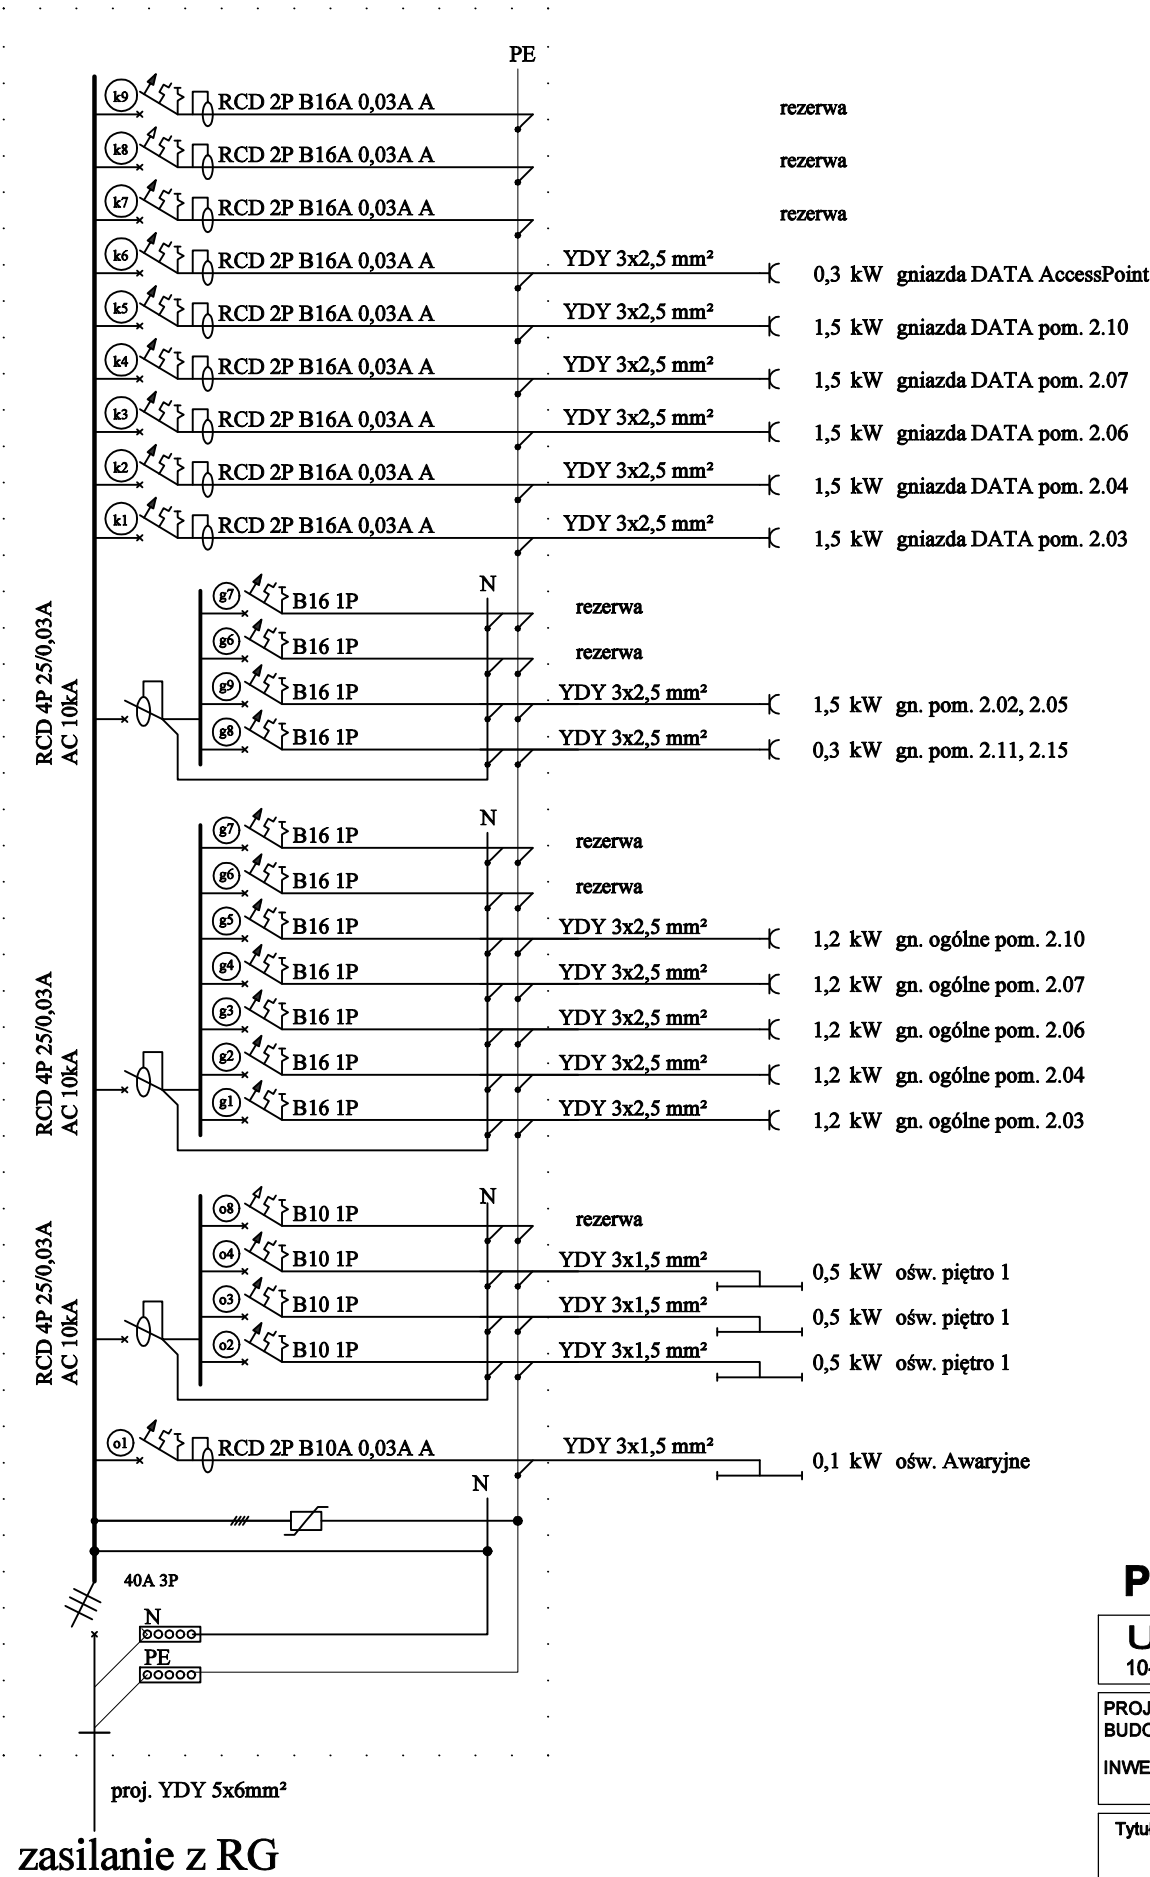 PE
k9 RCD 2P B16A 0,03A A rezerwa
k8 RCD 2P B16A 0,03A A rezerwa
k7 RCD 2P B16A 0,03A A rezerwa
k6 RCD 2P B16A 0,03A A YDY 3x2,5 mm² 0,3 kW gniazda DATA AccessPoint
k5 RCD 2P B16A 0,03A A YDY 3x2,5 mm² 1,5 kW gniazda DATA pom. 2.10
k4 RCD 2P B16A 0,03A A YDY 3x2,5 mm² 1,5 kW gniazda DATA pom. 2.07
k3 RCD 2P B16A 0,03A A YDY 3x2,5 mm² 1,5 kW gniazda DATA pom. 2.06
k2 RCD 2P B16A 0,03A A YDY 3x2,5 mm² 1,5 kW gniazda DATA pom. 2.04
k1 RCD 2P B16A 0,03A A YDY 3x2,5 mm² 1,5 kW gniazda DATA pom. 2.03
RCD 4P 25/0,03A
AC 10kA
N
g7 B16 1P rezerwa
g6 B16 1P rezerwa
g9 B16 1P YDY 3x2,5 mm² 1,5 kW gn. pom. 2.02, 2.05
g8 B16 1P YDY 3x2,5 mm² 0,3 kW gn. pom. 2.11, 2.15
RCD 4P 25/0,03A
AC 10kA
N
g7 B16 1P rezerwa
g6 B16 1P rezerwa
g5 B16 1P YDY 3x2,5 mm² 1,2 kW gn. ogólne pom. 2.10
g4 B16 1P YDY 3x2,5 mm² 1,2 kW gn. ogólne pom. 2.07
g3 B16 1P YDY 3x2,5 mm² 1,2 kW gn. ogólne pom. 2.06
g2 B16 1P YDY 3x2,5 mm² 1,2 kW gn. ogólne pom. 2.04
g1 B16 1P YDY 3x2,5 mm² 1,2 kW gn. ogólne pom. 2.03
RCD 4P 25/0,03A
AC 10kA
N
o8 B10 1P rezerwa
o4 B10 1P YDY 3x1,5 mm² 0,5 kW ośw. piętro 1
o3 B10 1P YDY 3x1,5 mm² 0,5 kW ośw. piętro 1
o2 B10 1P YDY 3x1,5 mm² 0,5 kW ośw. piętro 1
o1 RCD 2P B10A 0,03A A YDY 3x1,5 mm² 0,1 kW ośw. Awaryjne
N
40A 3P
N
PE
proj. YDY 5x6mm²
zasilanie z RG
P
U
10-
PROJ
BUDO
INWE
Tytuł